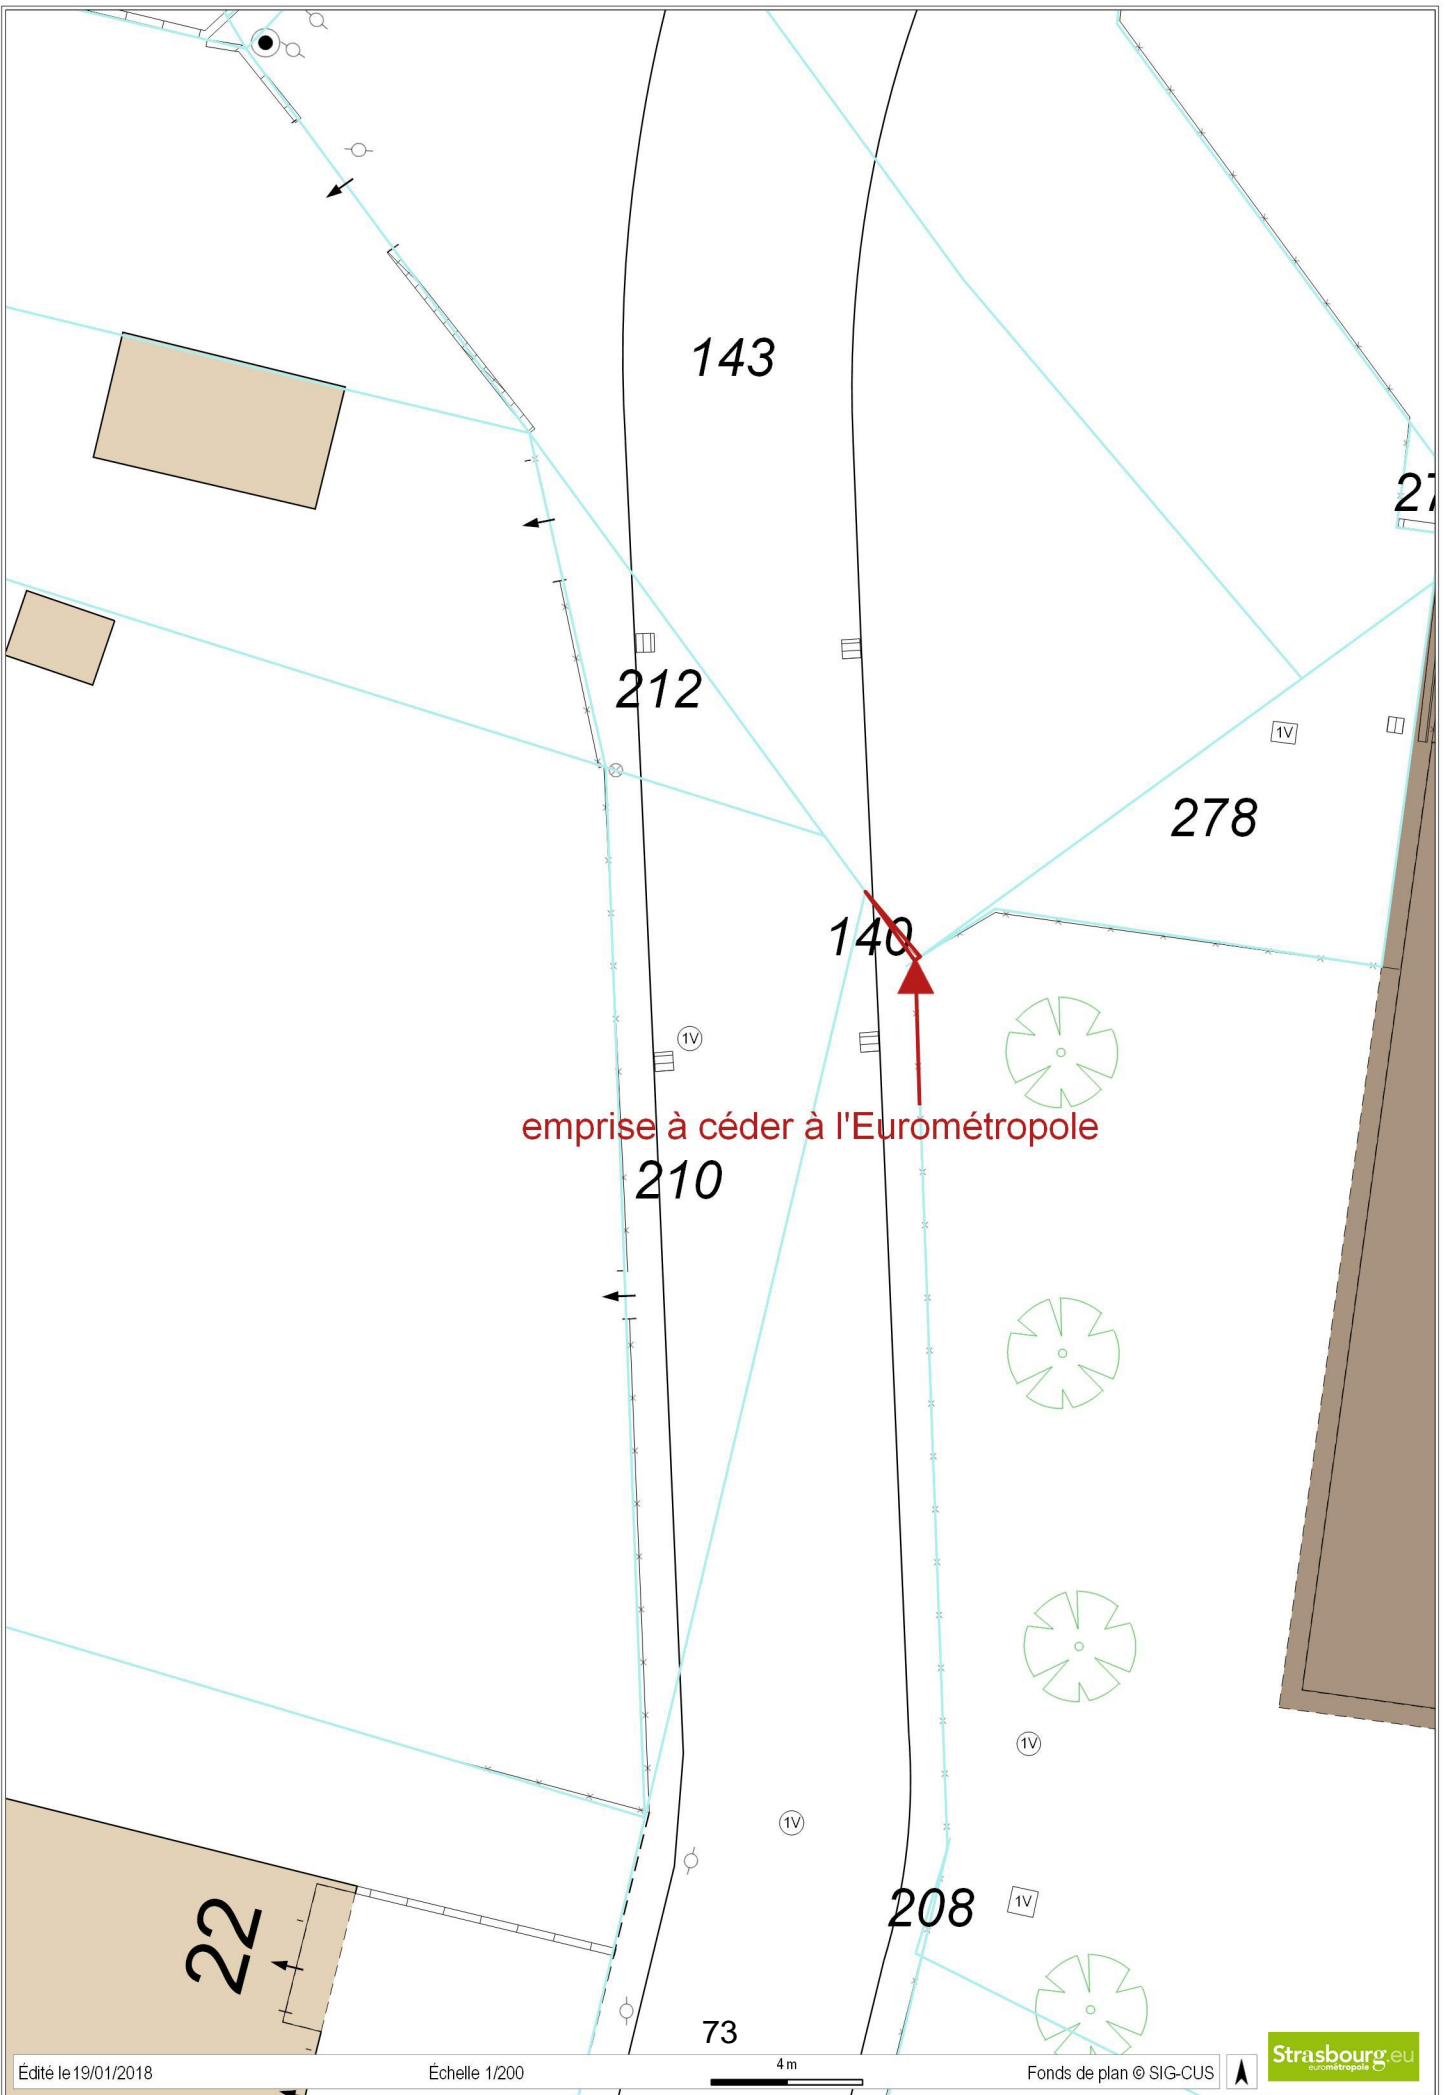 143
27
212
1V
278
140
1V
emprise à céder à l'Eurométropole
210
1V
1V
208
1V
22
73
Édité le 19/01/2018
Échelle 1/200
4 m
Fonds de plan © SIG-CUS
Strasbourg.eu
eurométropole